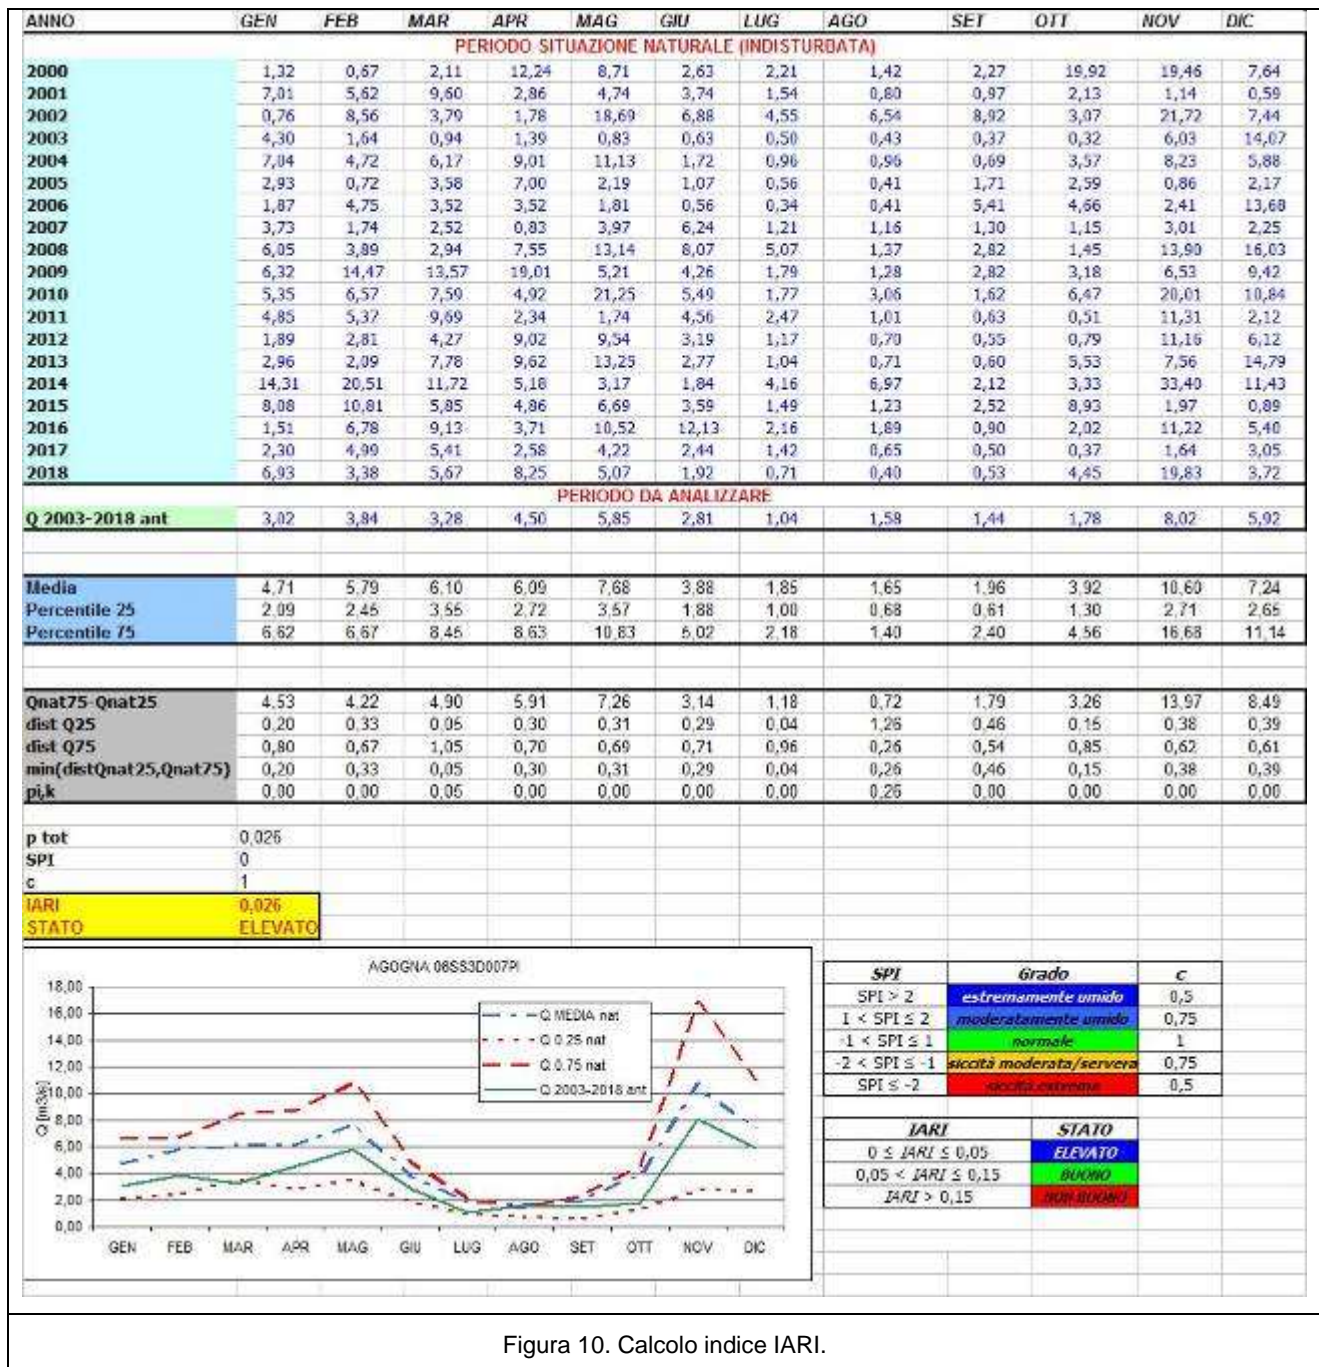 ANNO GEN FEB MAR APR MAG GIU LUG AGO SET OTT NOV DIC
PERIODO SITUAZIONE NATURALE (INDISTURBATA)
2000 1,32 0,67 2,11 12,24 8,71 2,63 2,21 1,42 2,27 19,92 19,46 7,64
2001 7,01 5,62 9,60 2,86 4,74 3,74 1,54 0,80 0,97 2,13 1,14 0,59
2002 0,76 8,56 3,79 1,78 18,69 6,88 4,55 6,54 8,92 3,07 21,72 7,44
2003 4,30 1,64 0,94 1,39 0,83 0,63 0,50 0,43 0,37 0,32 6,03 14,07
2004 7,04 4,72 6,17 9,01 11,13 1,72 0,96 0,96 0,69 3,57 8,23 5,88
2005 2,93 0,72 3,58 7,00 2,19 1,07 0,56 0,41 1,71 2,59 0,86 2,17
2006 1,87 4,75 3,52 3,52 1,81 0,56 0,34 0,41 5,41 4,66 2,41 13,68
2007 3,73 1,74 2,52 0,83 3,97 6,24 1,21 1,16 1,30 1,15 3,01 2,25
2008 6,05 3,89 2,94 7,55 13,14 8,07 5,07 1,37 2,82 1,45 13,90 16,03
2009 6,32 14,47 13,57 19,01 5,21 4,26 1,79 1,28 2,82 3,18 6,53 9,42
2010 5,35 6,57 7,59 4,92 21,25 5,49 1,77 3,06 1,62 6,47 20,01 10,84
2011 4,85 5,37 9,69 2,34 1,74 4,56 2,47 1,01 0,63 0,51 11,31 2,12
2012 1,89 2,81 4,27 9,02 9,54 3,19 1,17 0,70 0,55 0,79 11,16 6,12
2013 2,96 2,09 7,78 9,62 13,25 2,77 1,04 0,71 0,60 5,53 7,56 14,79
2014 14,31 20,51 11,72 5,18 3,17 1,84 4,16 6,97 2,12 3,33 33,40 11,43
2015 8,08 10,81 5,85 4,86 6,69 3,59 1,49 1,23 2,52 8,93 1,97 0,89
2016 1,51 6,78 9,13 3,71 10,52 12,13 2,16 1,89 0,90 2,02 11,22 5,40
2017 2,30 4,99 5,41 2,58 4,22 2,44 1,42 0,65 0,50 0,37 1,64 3,05
2018 6,93 3,38 5,67 8,25 5,07 1,92 0,71 0,40 0,53 4,45 19,83 3,72
PERIODO DA ANALIZZARE
Q 2003-2018 ant 3,02 3,84 3,28 4,50 5,85 2,81 1,04 1,58 1,44 1,78 8,02 5,92
Media 4,71 5,79 6,10 6,09 7,68 3,88 1,85 1,65 1,96 3,92 10,60 7,24
Percentile 25 2,09 2,45 3,55 2,72 3,57 1,88 1,00 0,68 0,61 1,30 2,71 2,65
Percentile 75 6,62 6,67 8,45 8,63 10,83 5,02 2,18 1,40 2,40 4,56 16,68 11,14
Qnat75-Qnat25 4,53 4,22 4,90 5,91 7,26 3,14 1,18 0,72 1,79 3,26 13,97 8,49
dist Q25 0,20 0,33 0,05 0,30 0,31 0,29 0,04 1,26 0,46 0,15 0,38 0,39
dist Q75 0,80 0,67 1,05 0,70 0,69 0,71 0,96 0,26 0,54 0,85 0,62 0,61
min(distQnat25,Qnat75) 0,20 0,33 0,05 0,30 0,31 0,29 0,04 0,26 0,46 0,15 0,38 0,39
pi,k 0,00 0,00 0,05 0,00 0,00 0,00 0,00 0,26 0,00 0,00 0,00 0,00
p tot 0,026
SPI 0
c 1
IARI 0,026
STATO ELEVATO
AGOGNA 06SS3D007PI
Q [m3/s]
18,00
16,00
14,00
12,00
10,00
8,00
6,00
4,00
2,00
0,00
GEN FEB MAR APR MAG GIU LUG AGO SET OTT NOV DIC
Q MEDIA nat
Q 0.25 nat
Q 0.75 nat
Q 2003-2018 ant
SPI Grado c
SPI > 2 estremamente umido 0,5
1 < SPI ≤ 2 moderatamente umido 0,75
-1 < SPI ≤ 1 normale 1
-2 < SPI ≤ -1 siccità moderata/servera 0,75
SPI ≤ -2 siccità estrema 0,5
IARI STATO
0 ≤ IARI ≤ 0,05 ELEVATO
0,05 < IARI ≤ 0,15 BUONO
IARI > 0,15 NON BUONO
Figura 10. Calcolo indice IARI.